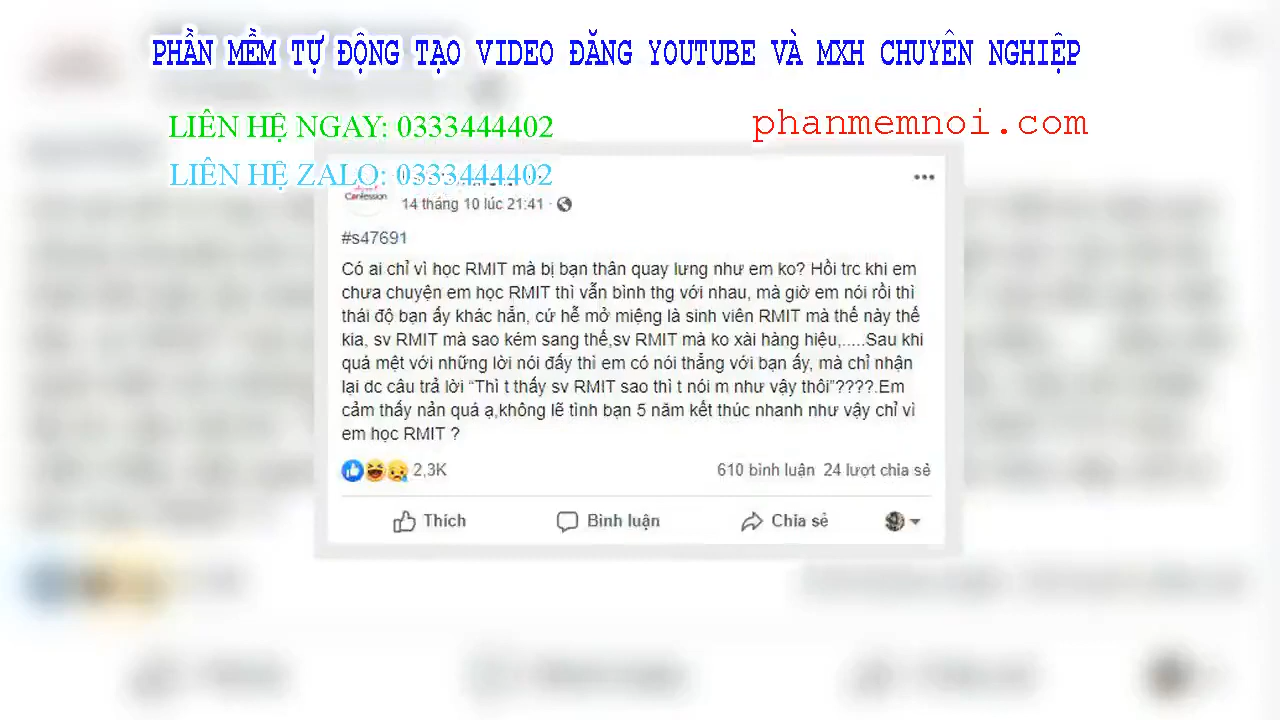 PHẦN MỀM TỰ ĐỘNG TẠO VIDEO ĐĂNG YOUTUBE VÀ MXH CHUYÊN NGHIỆP
LIÊN HỆ NGAY: 0333444402
phanmemnoi.com
LIÊN HỆ ZALO: 0333444402
Confession
14 tháng 10 lúc 21:41 ·
#s47691
Có ai chỉ vì học RMIT mà bị bạn thân quay lưng như em ko? Hồi trc khi em
chưa chuyện em học RMIT thì vẫn bình thg với nhau, mà giờ em nói rồi thì
thái độ bạn ấy khác hẳn, cứ hễ mở miệng là sinh viên RMIT mà thế này thế
kia, sv RMIT mà sao kém sang thế,sv RMIT mà ko xài hàng hiệu,.....Sau khi
quá mệt với những lời nói đấy thì em có nói thẳng với bạn ấy, mà chỉ nhận
lại dc câu trả lời “Thì t thấy sv RMIT sao thì t nói m như vậy thôi”????.Em
cảm thấy nản quá ạ,không lẽ tình bạn 5 năm kết thúc nhanh như vậy chỉ vì
em học RMIT ?
2,3K 610 bình luận 24 lượt chia sẻ
Thích Bình luận Chia sẻ